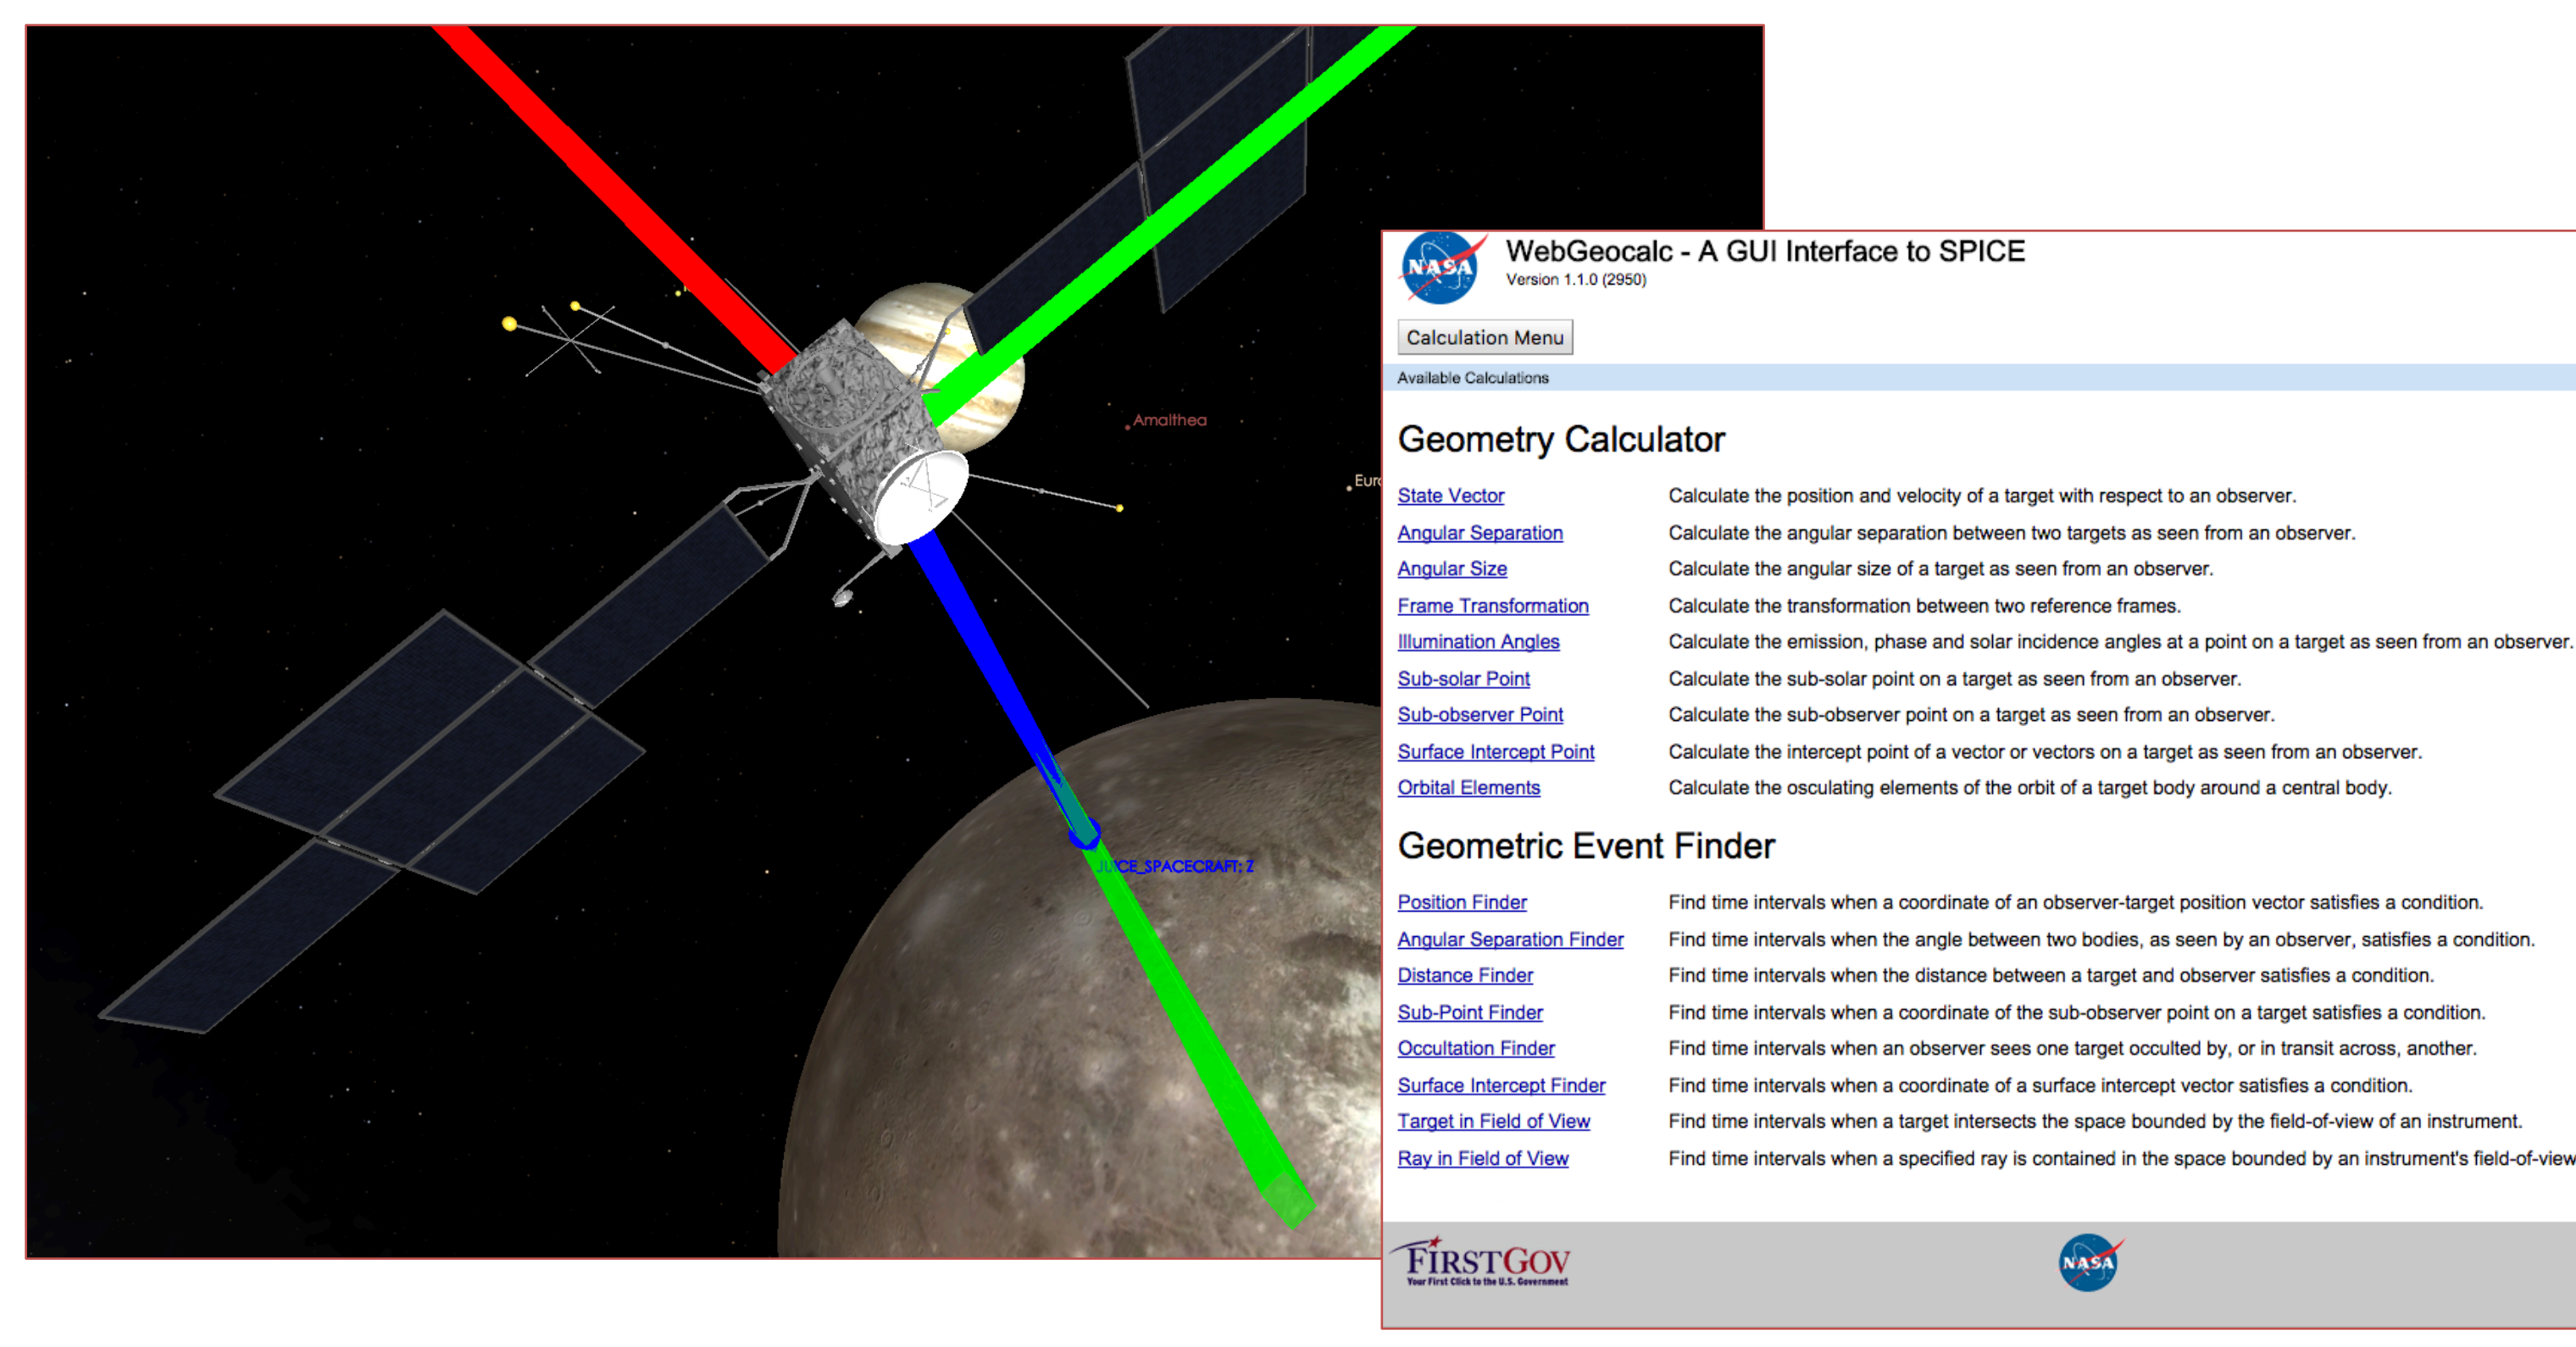 Amalthea
JUICE_SPACECRAFT: Z
NASA
WebGeocalc - A GUI Interface to SPICE
Version 1.1.0 (2950)
Calculation Menu
Available Calculations
Geometry Calculator
State Vector Calculate the position and velocity of a target with respect to an observer.
Angular Separation Calculate the angular separation between two targets as seen from an observer.
Angular Size Calculate the angular size of a target as seen from an observer.
Frame Transformation Calculate the transformation between two reference frames.
Illumination Angles Calculate the emission, phase and solar incidence angles at a point on a target as seen from an observer.
Sub-solar Point Calculate the sub-solar point on a target as seen from an observer.
Sub-observer Point Calculate the sub-observer point on a target as seen from an observer.
Surface Intercept Point Calculate the intercept point of a vector or vectors on a target as seen from an observer.
Orbital Elements Calculate the osculating elements of the orbit of a target body around a central body.
Geometric Event Finder
Position Finder Find time intervals when a coordinate of an observer-target position vector satisfies a condition.
Angular Separation Finder Find time intervals when the angle between two bodies, as seen by an observer, satisfies a condition.
Distance Finder Find time intervals when the distance between a target and observer satisfies a condition.
Sub-Point Finder Find time intervals when a coordinate of the sub-observer point on a target satisfies a condition.
Occultation Finder Find time intervals when an observer sees one target occulted by, or in transit across, another.
Surface Intercept Finder Find time intervals when a coordinate of a surface intercept vector satisfies a condition.
Target in Field of View Find time intervals when a target intersects the space bounded by the field-of-view of an instrument.
Ray in Field of View Find time intervals when a specified ray is contained in the space bounded by an instrument's field-of-view
FIRSTGOV
Your First Click to the U.S. Government
NASA